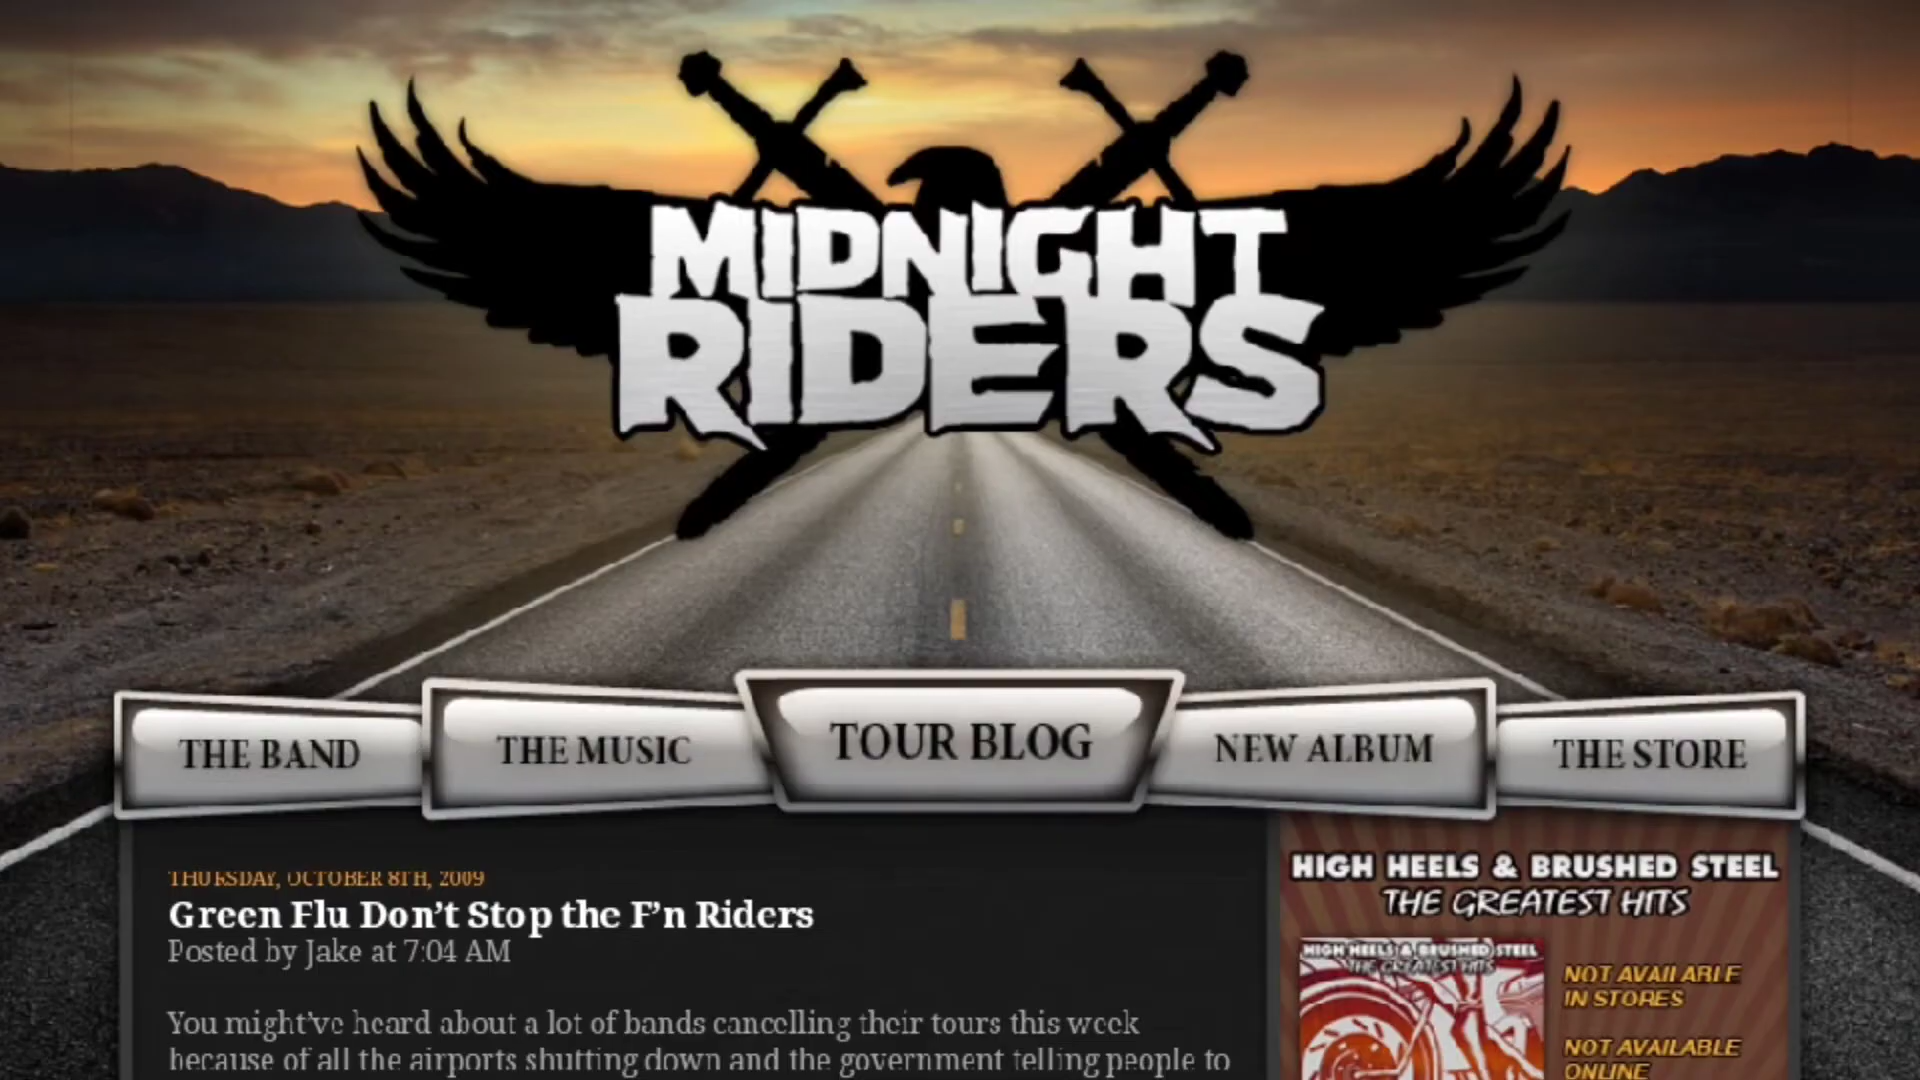 MIDNIGHT
RIDERS
THE BAND
THE MUSIC
TOUR BLOG
NEW ALBUM
THE STORE
THURSDAY, OCTOBER 8TH, 2009
Green Flu Don't Stop the F'n Riders
Posted by Jake at 7:04 AM
You might've heard about a lot of bands cancelling their tours this week
because of all the airports shutting down and the government telling people to
HIGH HEELS & BRUSHED STEEL
THE GREATEST HITS
HIGH HEELS & BRUSHED STEEL
THE GREATEST HITS
NOT AVAILABLE
IN STORES
NOT AVAILABLE
ONLINE